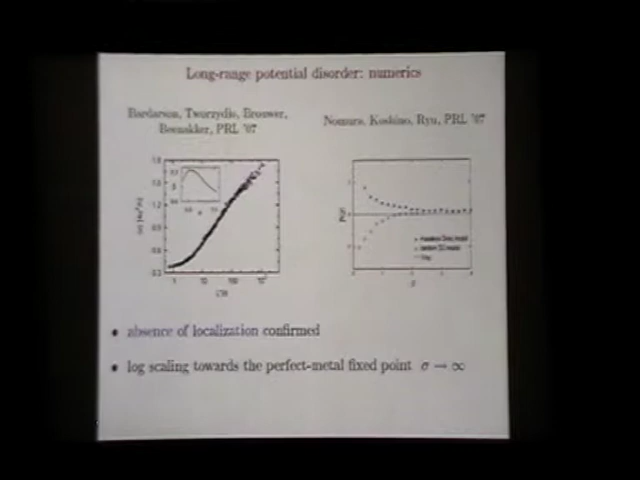 Long-range potential disorder: numerics
Bardarson, Tworzydlo, Brouwer,
Beenakker, PRL '07
Nomura, Koshino, Ryu, PRL '07
• absence of localization confirmed
• log scaling towards the perfect-metal fixed point σ → ∞